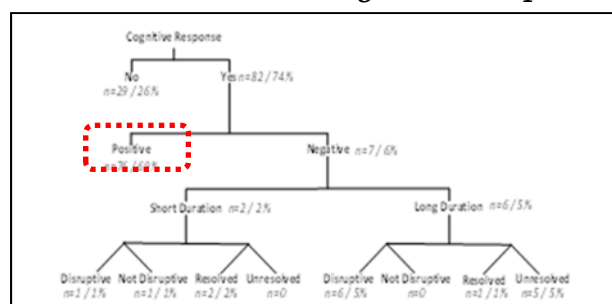 Cognitive Response
No
n=29 / 26%
Yes n=82 / 74%
Positive
n=76 / 69%
Negative n=7 / 6%
Short Duration n=2 / 2%
Long Duration n=6 / 5%
Disruptive
n=1 / 1%
Not Disruptive
n=1 / 1%
Resolved
n=2 / 2%
Unresolved
n=0
Disruptive
n=6 / 5%
Not Disruptive
n=0
Resolved
n=1 / 1%
Unresolved
n=5 / 5%